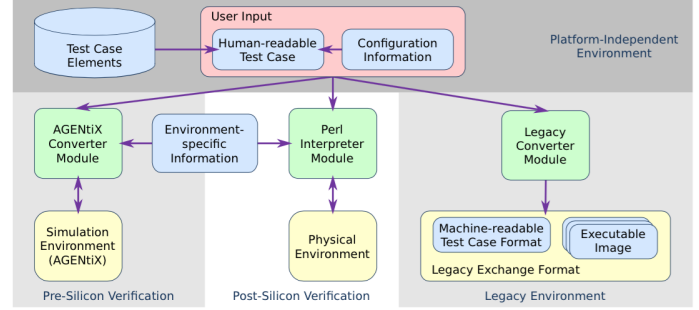 User Input
Test Case
Elements
Human-readable
Test Case
Configuration
Information
Platform-Independent
Environment
AGENtiX
Converter
Module
Environment-
specific
Information
Perl
Interpreter
Module
Legacy
Converter
Module
Simulation
Environment
(AGENtiX)
Physical
Environment
Machine-readable
Test Case Format
Executable
Image
Legacy Exchange Format
Pre-Silicon Verification
Post-Silicon Verification
Legacy Environment